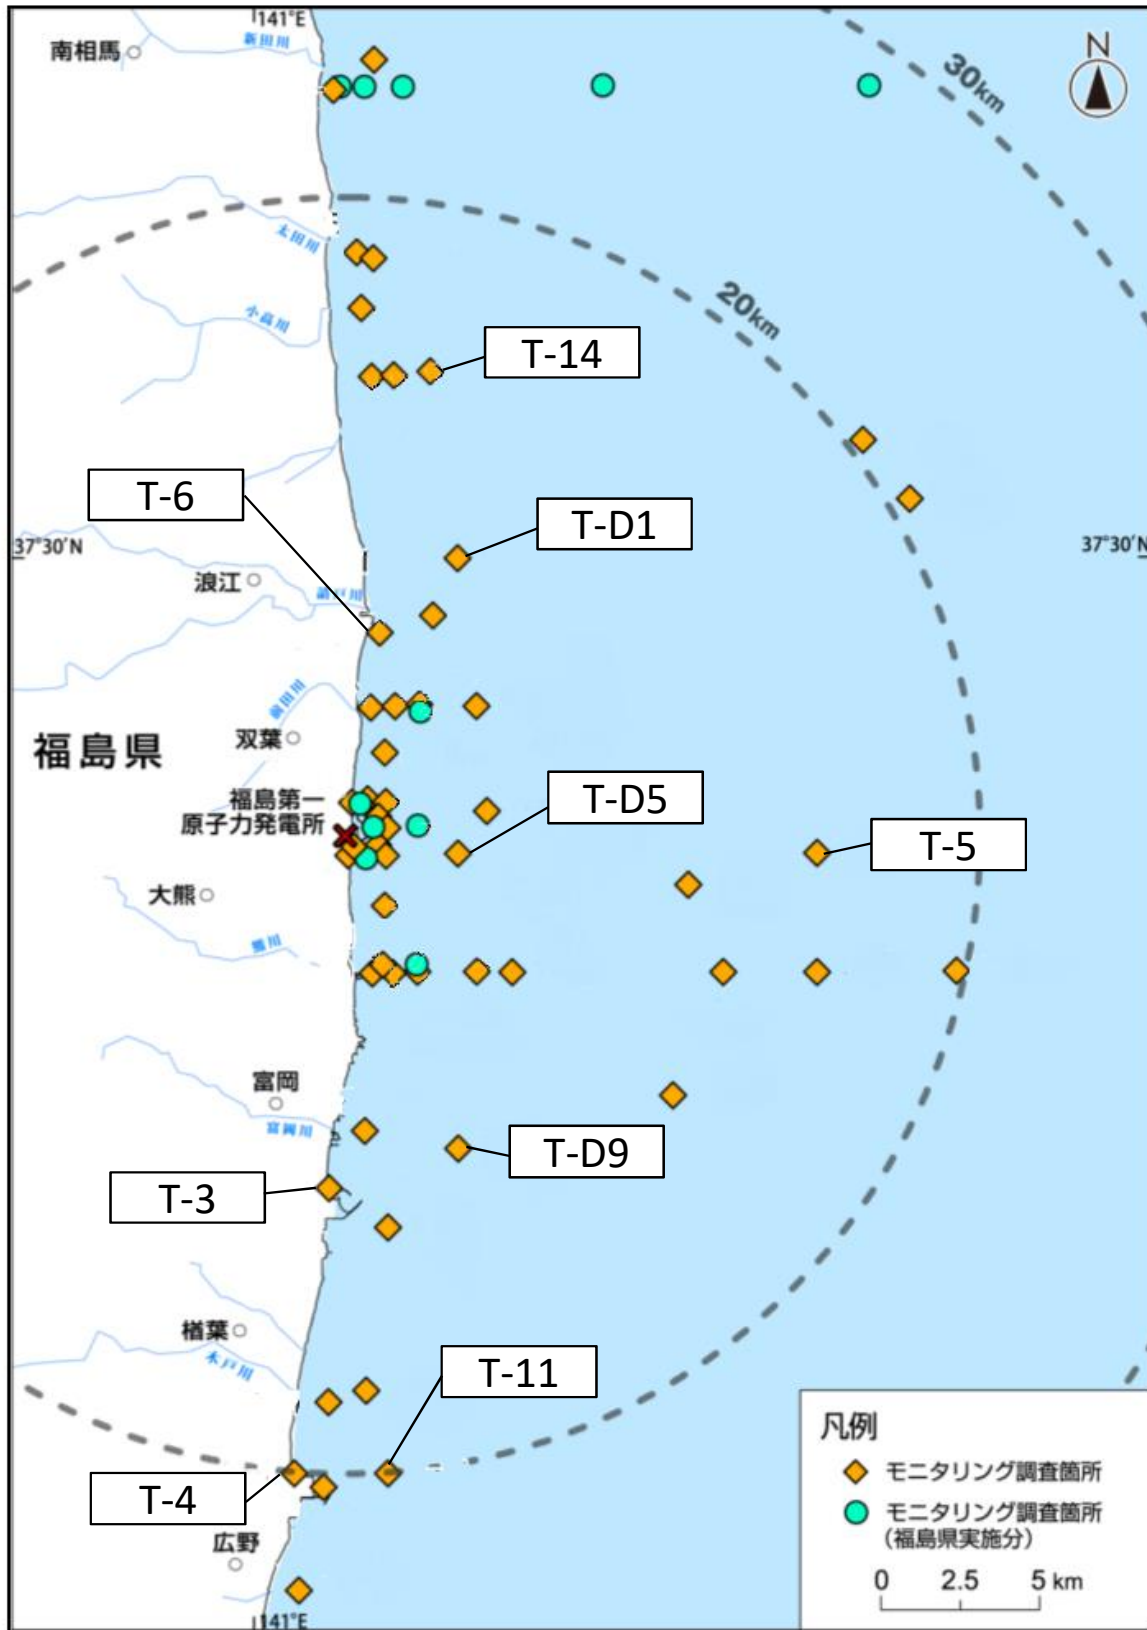 141°E
南相馬
新田川
N
30km
太田川
20km
小高川
T-14
T-6
T-D1
37°30'N
37°30'N
浪江
請戸川
前田川
双葉
福島県
福島第一
原子力発電所
T-D5
T-5
大熊
熊川
富岡
富岡川
T-D9
T-3
楢葉
木戸川
T-11
T-4
広野
141°E
凡例
モニタリング調査箇所
モニタリング調査箇所
(福島県実施分)
0 2.5 5 km